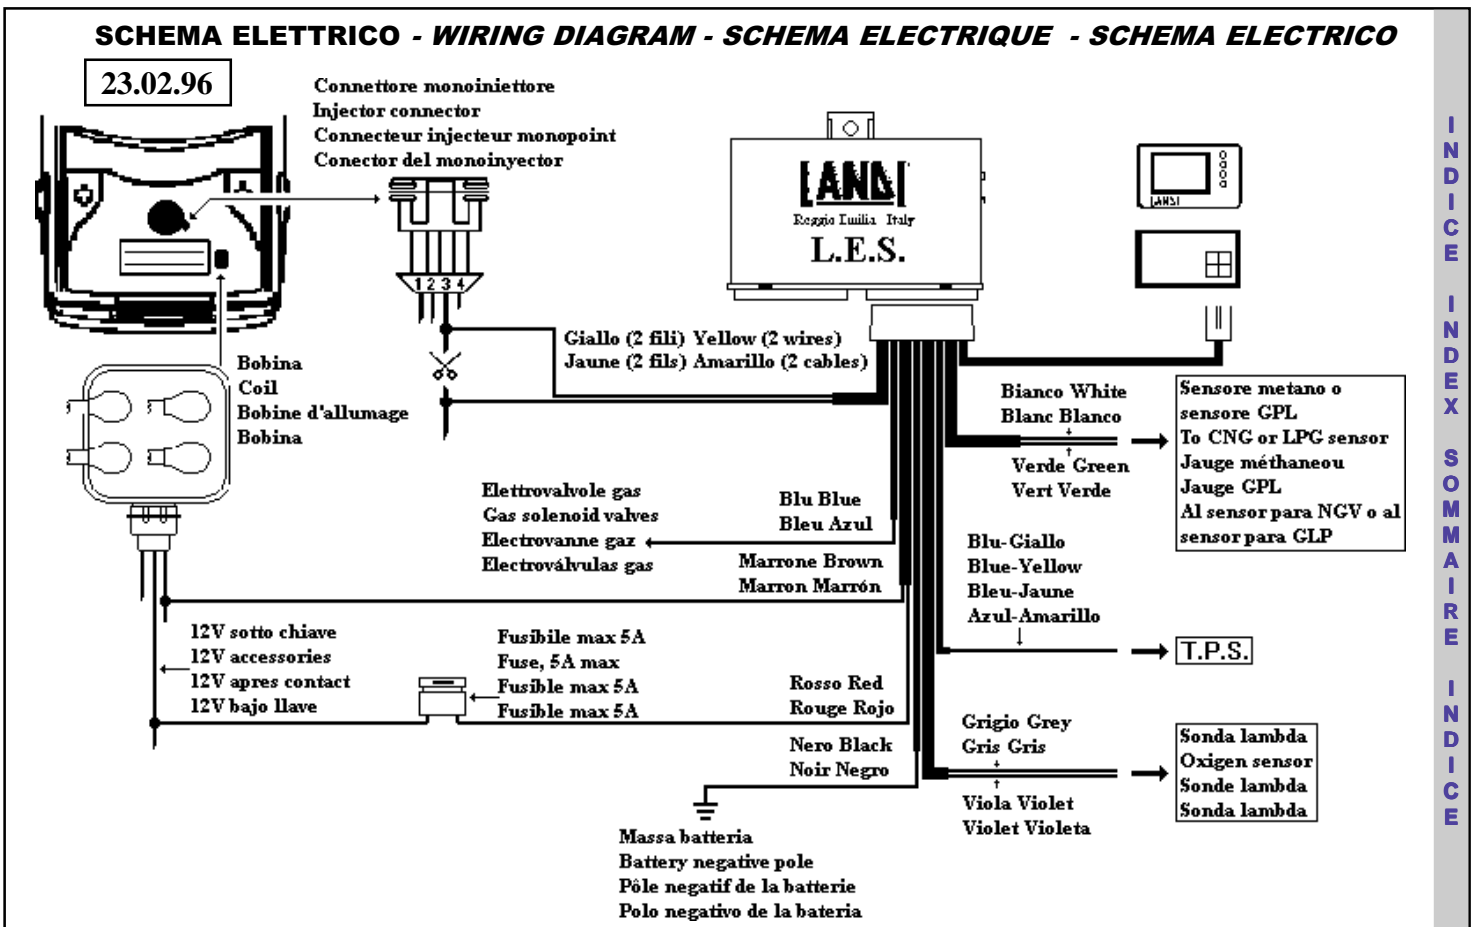 SCHEMA ELETTRICO - WIRING DIAGRAM - SCHEMA ELECTRIQUE - SCHEMA ELECTRICO
23.02.96
Connettore monoiniettore
Injector connector
Connecteur injecteur monopoint
Conector del monoinyector
1 2 3 4
LANDI
Reggio Emilia Italy
L.E.S.
LANDI
Giallo (2 fili) Yellow (2 wires)
Jaune (2 fils) Amarillo (2 cables)
Bobina
Coil
Bobine d'allumage
Bobina
Bianco White
Blanc Blanco
Verde Green
Vert Verde
Sensore metano o
sensore GPL
To CNG or LPG sensor
Jauge méthaneou
Jauge GPL
Al sensor para NGV o al
sensor para GLP
Elettrovalvole gas
Gas solenoid valves
Electrovanne gaz
Electroválvulas gas
Blu Blue
Bleu Azul
Marrone Brown
Marron Marrón
Blu-Giallo
Blue-Yellow
Bleu-Jaune
Azul-Amarillo
T.P.S.
12V sotto chiave
12V accessories
12V apres contact
12V bajo llave
Fusibile max 5A
Fuse, 5A max
Fusible max 5A
Fusible max 5A
Rosso Red
Rouge Rojo
Nero Black
Noir Negro
Grigio Grey
Gris Gris
Viola Violet
Violet Violeta
Sonda lambda
Oxigen sensor
Sonde lambda
Sonda lambda
Massa batteria
Battery negative pole
Pôle negatif de la batterie
Polo negativo de la bateria
INDICE INDEX SOMMAIRE INDICE